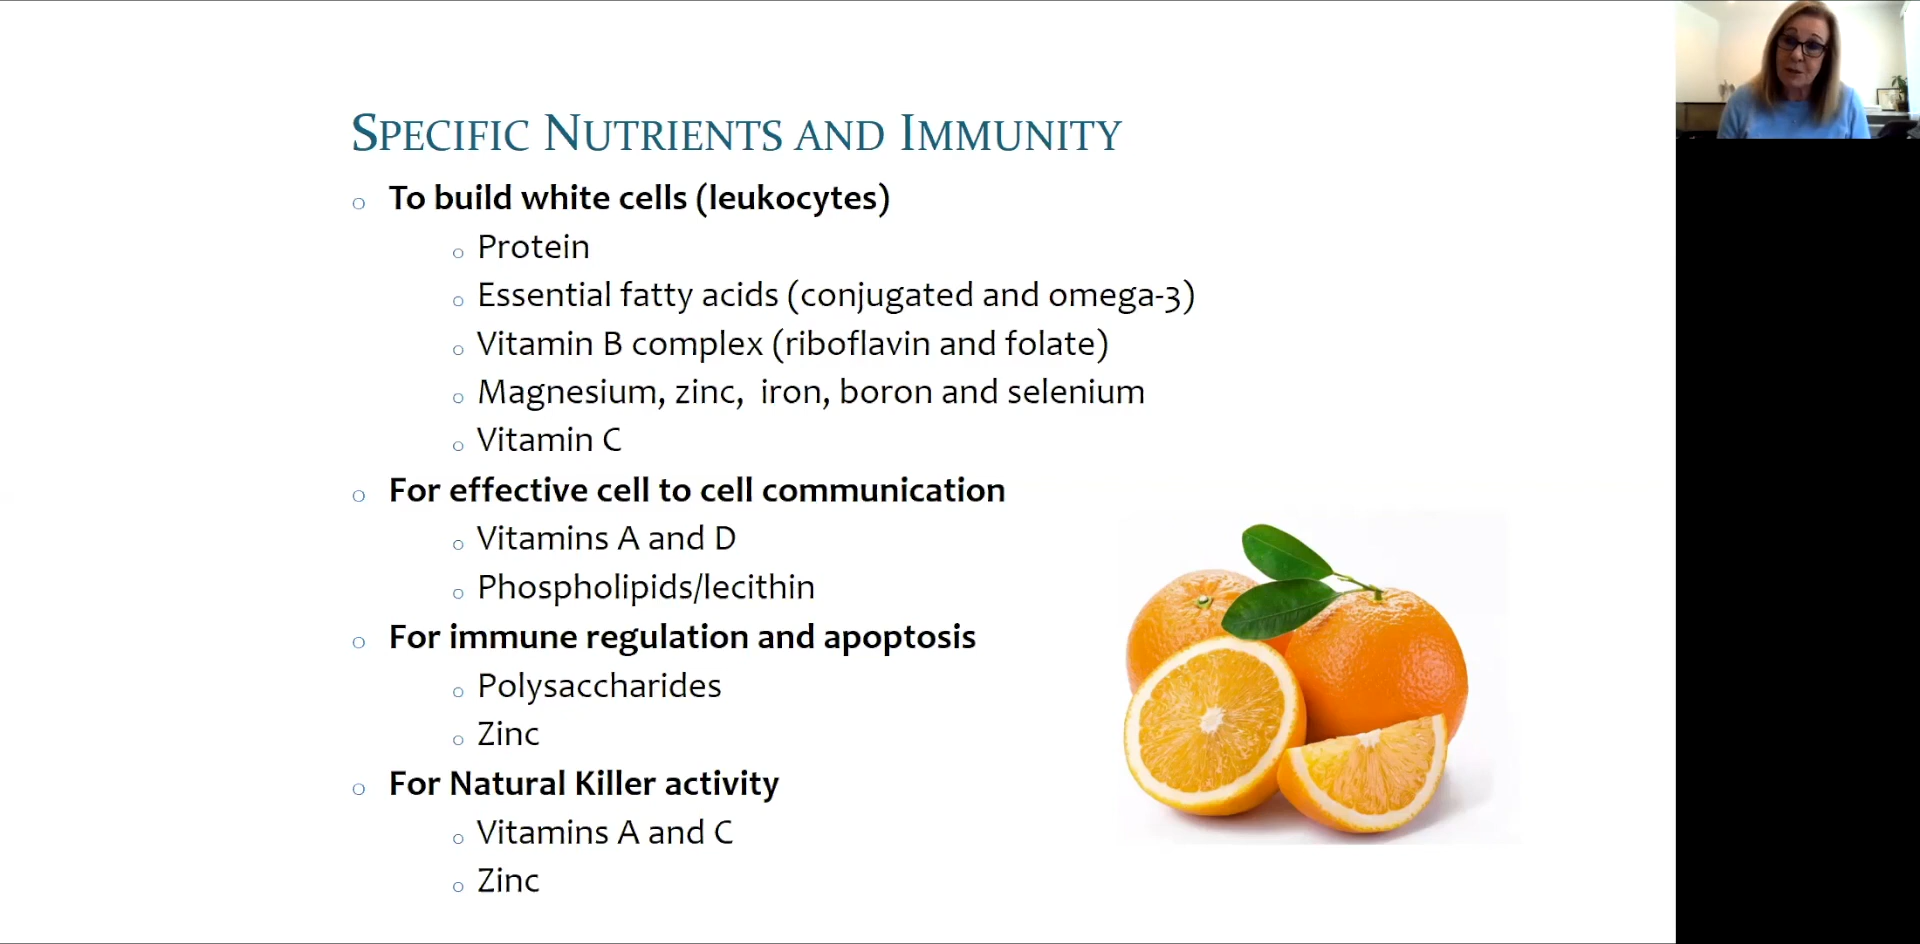 SPECIFIC NUTRIENTS AND IMMUNITY
To build white cells (leukocytes)
Protein
Essential fatty acids (conjugated and omega-3)
Vitamin B complex (riboflavin and folate)
Magnesium, zinc,  iron, boron and selenium
Vitamin C
For effective cell to cell communication
Vitamins A and D
Phospholipids/lecithin
For immune regulation and apoptosis
Polysaccharides
Zinc
For Natural Killer activity
Vitamins A and C
Zinc